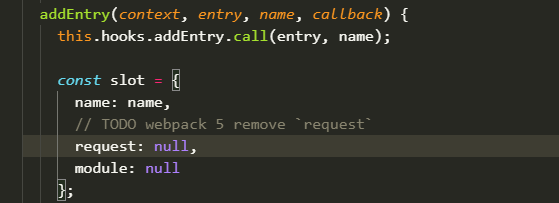 addEntry(context, entry, name, callback) {
this.hooks.addEntry.call(entry, name);
const slot = {
name: name,
// TODO webpack 5 remove `request`
request: null,
module: null
};